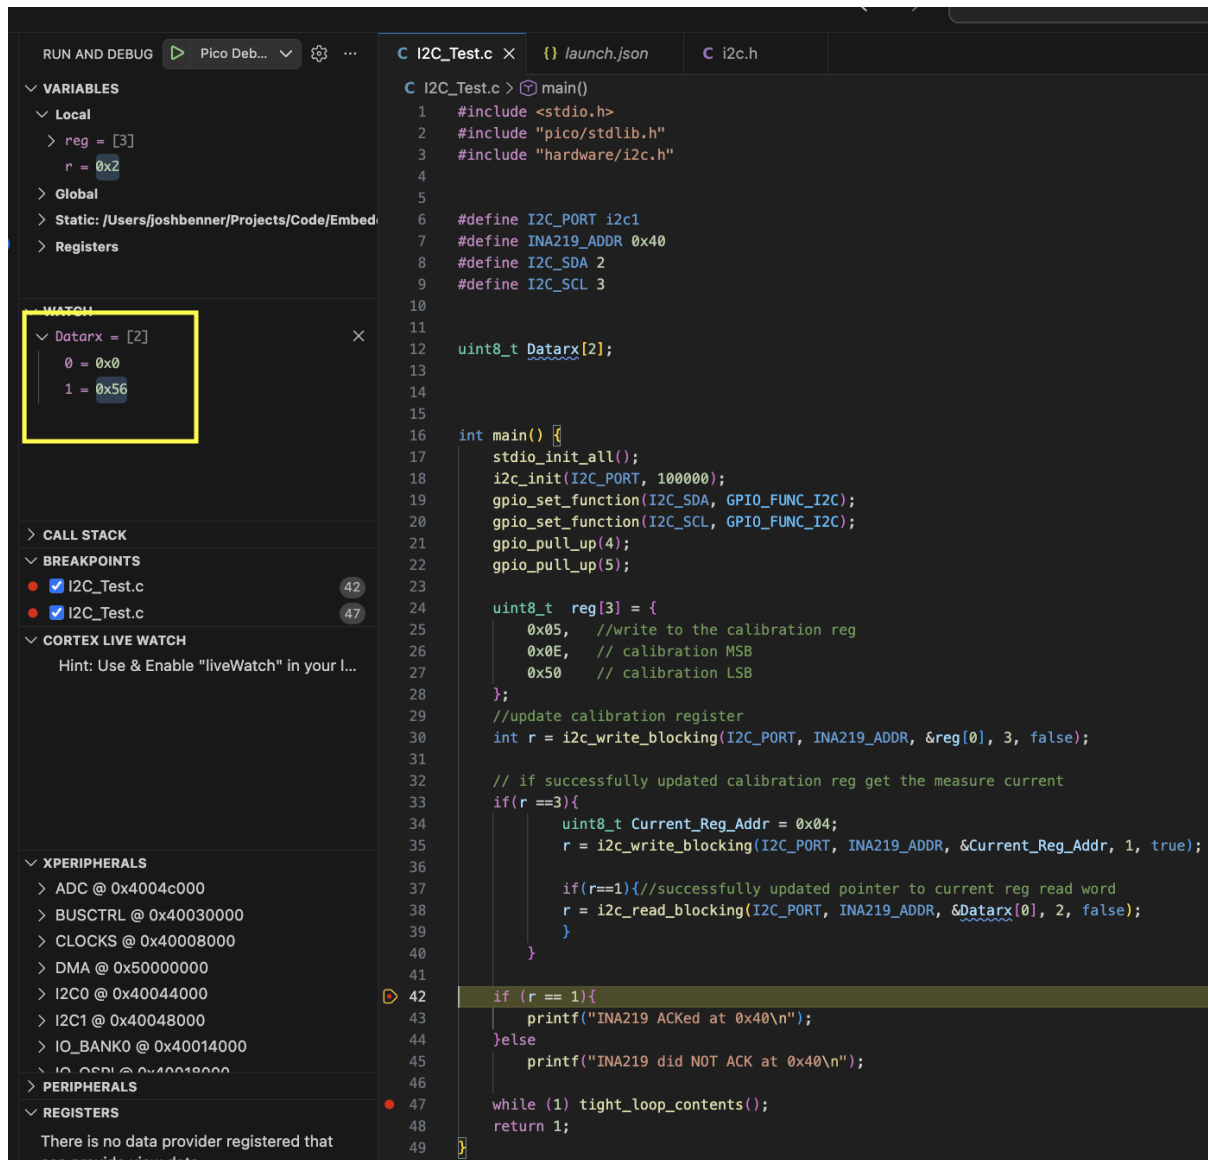 RUN AND DEBUG Pico Deb... ...
VARIABLES
Local
reg = [3]
r = 0x2
Global
Static: /Users/joshbenner/Projects/Code/Embed
Registers
WATCH
Datarx = [2]
0 = 0x0
1 = 0x56
CALL STACK
BREAKPOINTS
I2C_Test.c 42
I2C_Test.c 47
CORTEX LIVE WATCH
Hint: Use & Enable "liveWatch" in your l...
XPERIPHERALS
ADC @ 0x4004c000
BUSCTRL @ 0x40030000
CLOCKS @ 0x40008000
DMA @ 0x50000000
I2C0 @ 0x40044000
I2C1 @ 0x40048000
IO_BANK0 @ 0x40014000
IO_QSPI @ 0x40018000
PERIPHERALS
REGISTERS
There is no data provider registered that
C I2C_Test.c {} launch.json C i2c.h
C I2C_Test.c > main()
1 #include <stdio.h>
2 #include "pico/stdlib.h"
3 #include "hardware/i2c.h"
4
5
6 #define I2C_PORT i2c1
7 #define INA219_ADDR 0x40
8 #define I2C_SDA 2
9 #define I2C_SCL 3
10
11
12 uint8_t Datarx[2];
13
14
15
16 int main() {
17 stdio_init_all();
18 i2c_init(I2C_PORT, 100000);
19 gpio_set_function(I2C_SDA, GPIO_FUNC_I2C);
20 gpio_set_function(I2C_SCL, GPIO_FUNC_I2C);
21 gpio_pull_up(4);
22 gpio_pull_up(5);
23
24 uint8_t  reg[3] = {
25 0x05,   //write to the calibration reg
26 0x0E,   // calibration MSB
27 0x50    // calibration LSB
28 };
29 //update calibration register
30 int r = i2c_write_blocking(I2C_PORT, INA219_ADDR, &reg[0], 3, false);
31
32 // if successfully updated calibration reg get the measure current
33 if(r ==3){
34 uint8_t Current_Reg_Addr = 0x04;
35 r = i2c_write_blocking(I2C_PORT, INA219_ADDR, &Current_Reg_Addr, 1, true);
36
37 if(r==1){//successfully updated pointer to current reg read word
38 r = i2c_read_blocking(I2C_PORT, INA219_ADDR, &Datarx[0], 2, false);
39 }
40 }
41
42 if (r == 1){
43 printf("INA219 ACKed at 0x40\n");
44 }else
45 printf("INA219 did NOT ACK at 0x40\n");
46
47 while (1) tight_loop_contents();
48 return 1;
49 }